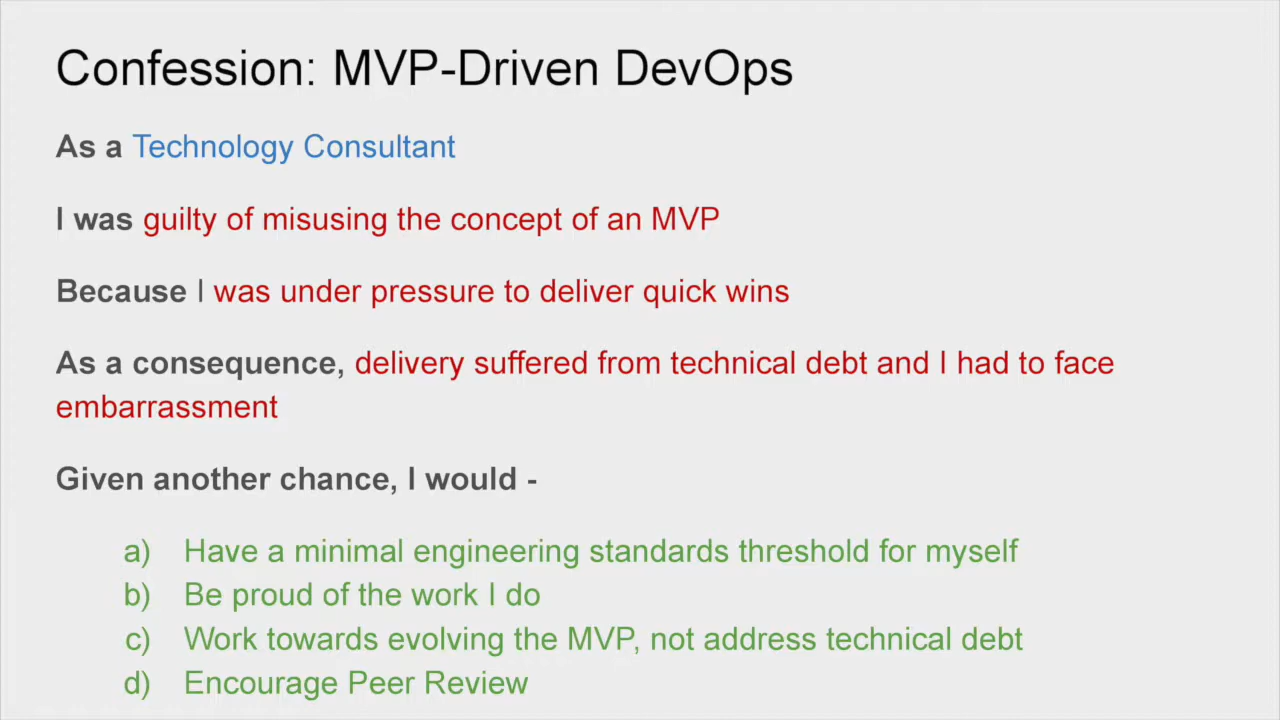 Confession: MVP-Driven DevOps
As a Technology Consultant
I was guilty of misusing the concept of an MVP
Because I was under pressure to deliver quick wins
As a consequence, delivery suffered from technical debt and I had to face
embarrassment
Given another chance, I would -
a) Have a minimal engineering standards threshold for myself
b) Be proud of the work I do
c) Work towards evolving the MVP, not address technical debt
d) Encourage Peer Review